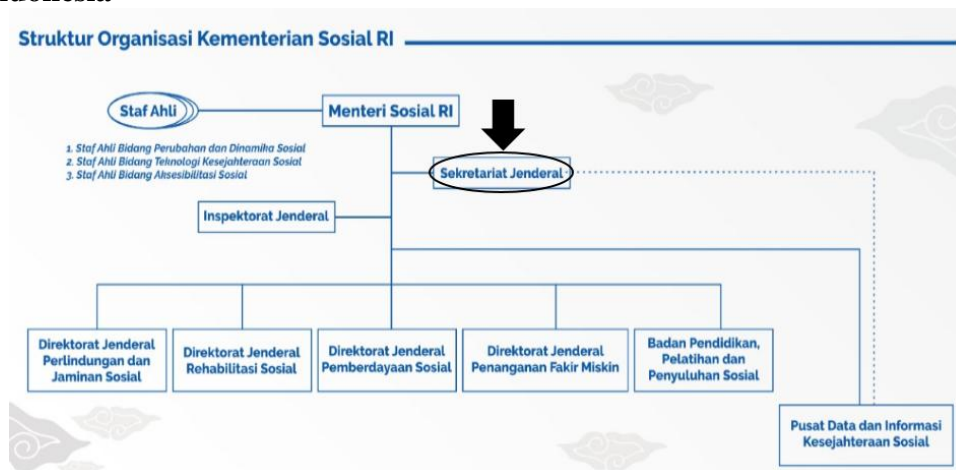 Struktur Organisasi Kementerian Sosial RI
Staf Ahli
Menteri Sosial RI
1. Staf Ahli Bidang Perubahan dan Dinamika Sosial
2. Staf Ahli Bidang Teknologi Kesejahteraan Sosial
3. Staf Ahli Bidang Aksesibilitas Sosial
Sekretariat Jenderal
Inspektorat Jenderal
Direktorat Jenderal
Perlindungan dan
Jaminan Sosial
Direktorat Jenderal
Rehabilitasi Sosial
Direktorat Jenderal
Pemberdayaan Sosial
Direktorat Jenderal
Penanganan Fakir Miskin
Badan Pendidikan,
Pelatihan dan
Penyuluhan Sosial
Pusat Data dan Informasi
Kesejahteraan Sosial